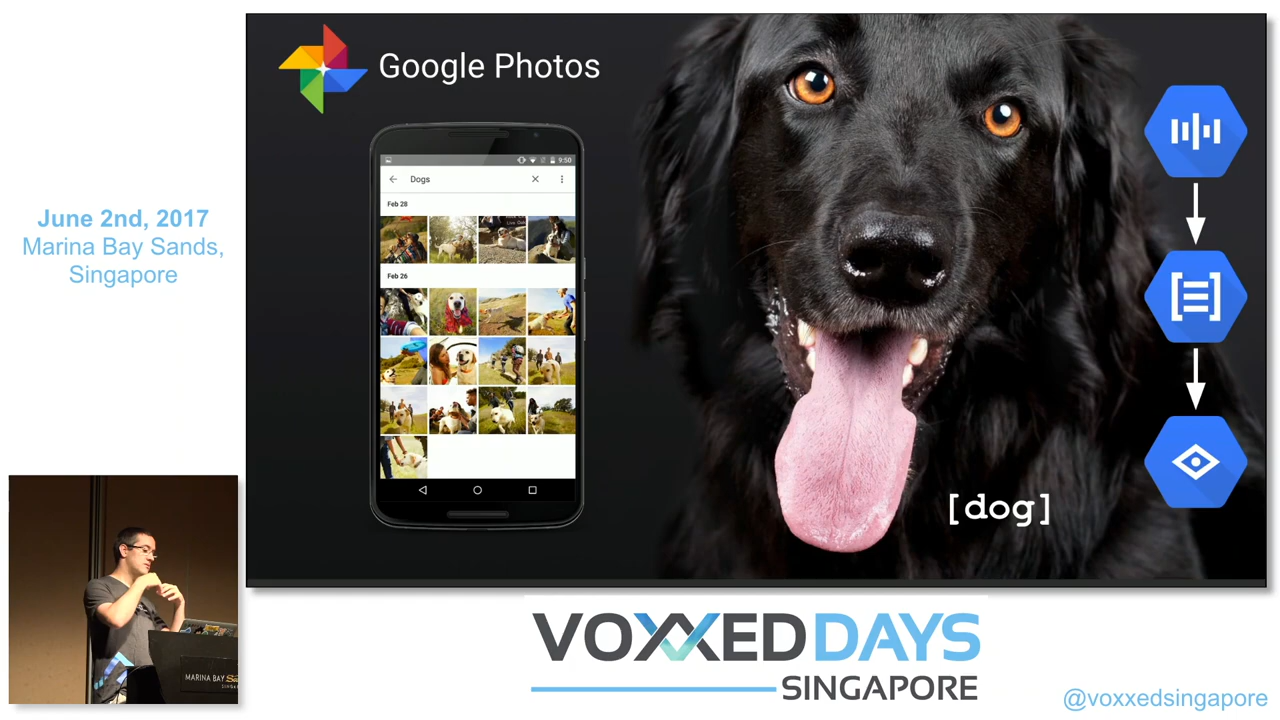 Google Photos
9:50
Dogs
Feb 28
Feb 26
[dog]
June 2nd, 2017
Marina Bay Sands,
Singapore
MARINA BAY Sands
VOXXED DAYS
SINGAPORE
@voxxedsingapore